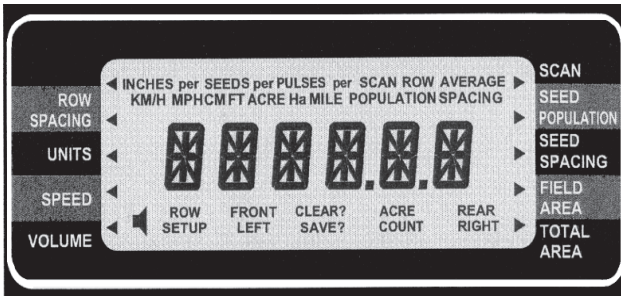 INCHES per SEEDS per PULSES per SCAN ROW AVERAGE
KM/H MPH CM FT ACRE Ha MILE POPULATION SPACING
ROW SPACING
UNITS
SPEED
VOLUME
ROW SETUP
FRONT LEFT
CLEAR? SAVE?
ACRE COUNT
REAR RIGHT
SCAN
SEED POPULATION
SEED SPACING
FIELD AREA
TOTAL AREA